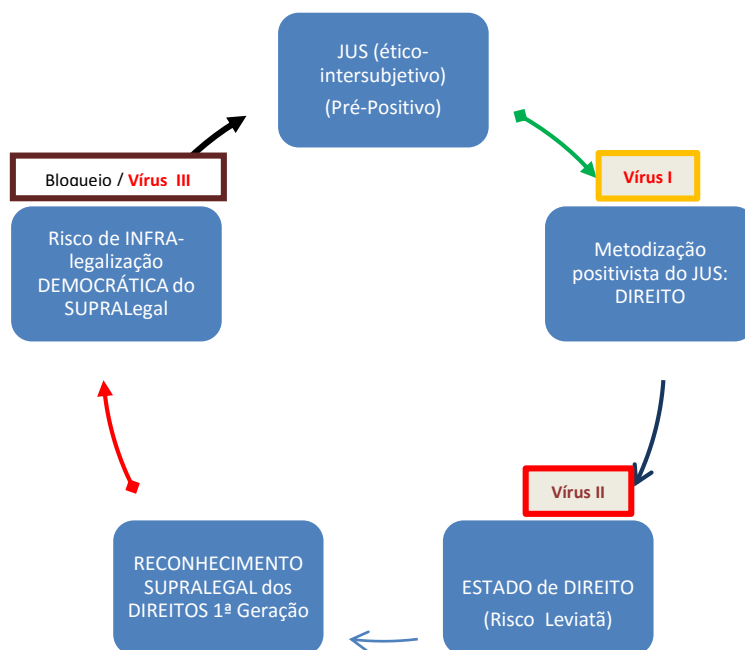 JUS (ético-
intersubjetivo)
(Pré-Positivo)
Vírus I
Metodização
positivista do JUS:
DIREITO
Vírus II
ESTADO de DIREITO
(Risco Leviatã)
RECONHECIMENTO
SUPRALEGAL dos
DIREITOS 1ª Geração
Bloqueio / Vírus III
Risco de INFRA-
legalização
DEMOCRÁTICA do
SUPRALegal